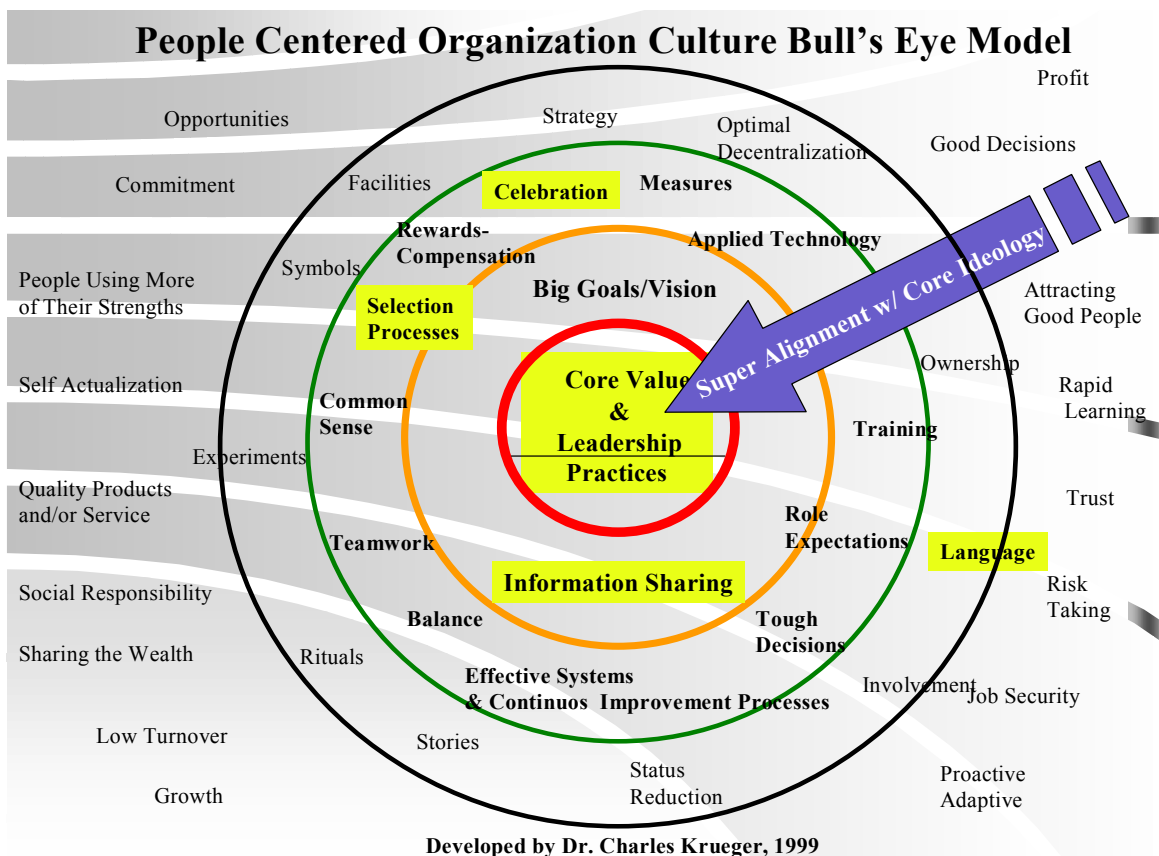 People Centered Organization Culture Bull's Eye Model
Profit
Opportunities
Strategy
Optimal
Decentralization
Good Decisions
Commitment
Facilities
Celebration
Measures
Rewards-
Compensation
Applied Technology
Symbols
People Using More
of Their Strengths
Big Goals/Vision
Super Alignment w/ Core Ideology
Attracting
Good People
Selection
Processes
Ownership
Self Actualization
Core Value
&
Leadership
Practices
Rapid
Learning
Common
Sense
Training
Experiments
Quality Products
and/or Service
Trust
Role
Expectations
Teamwork
Language
Information Sharing
Social Responsibility
Risk
Taking
Balance
Tough
Decisions
Sharing the Wealth
Rituals
Effective Systems
& Continuos Improvement Processes
Involvement
Job Security
Low Turnover
Stories
Status
Reduction
Proactive
Adaptive
Growth
Developed by Dr. Charles Krueger, 1999